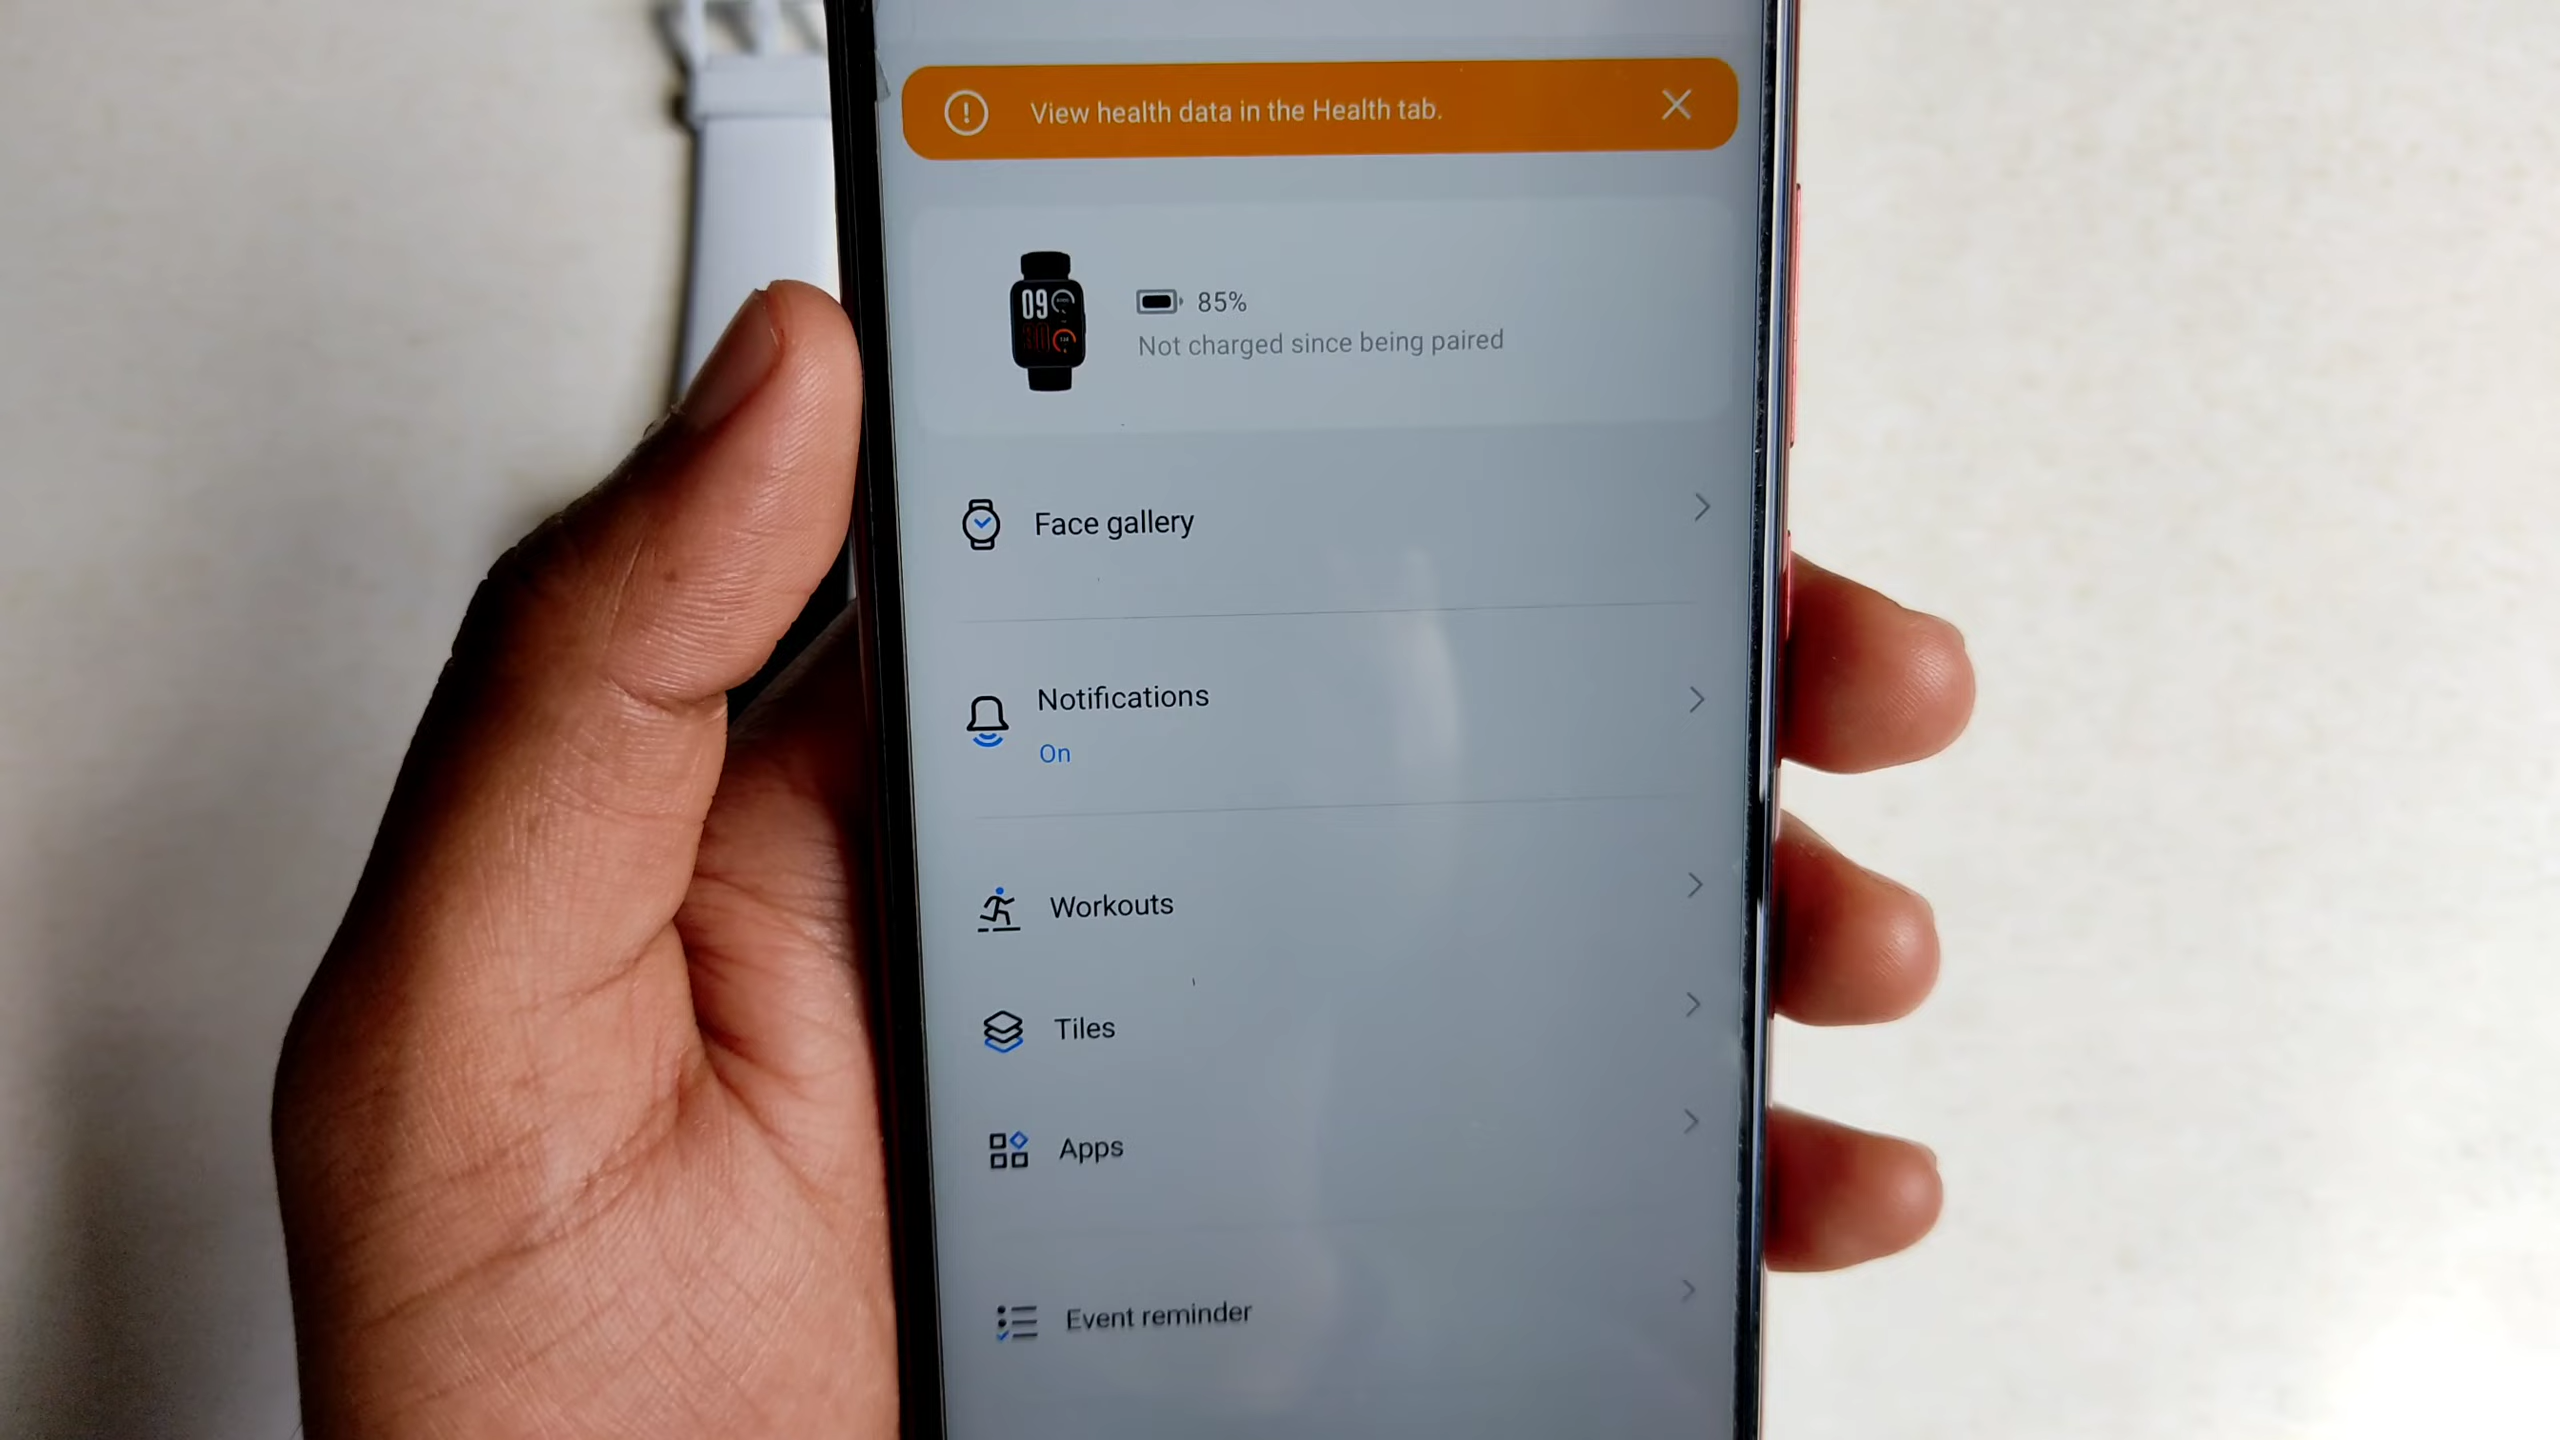 View health data in the Health tab.
09
85%
Not charged since being paired
Face gallery
Notifications
On
Workouts
Tiles
Apps
Event reminder